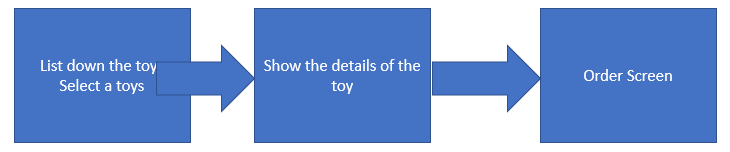 List down the toy
Select a toys
Show the details of the
toy
Order Screen